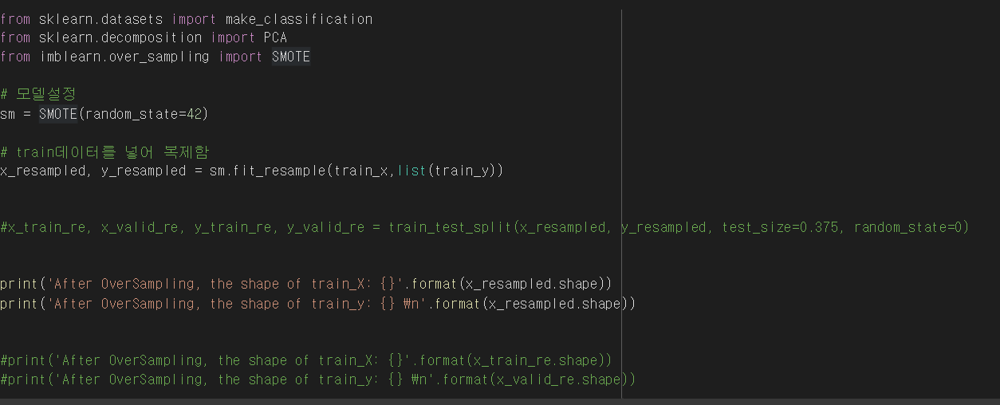 from sklearn.datasets import make_classification
from sklearn.decomposition import PCA
from imblearn.over_sampling import SMOTE
# 모델설정
sm = SMOTE(random_state=42)
# train데이터를 넣어 복제함
x_resampled, y_resampled = sm.fit_resample(train_x,list(train_y))
#x_train_re, x_valid_re, y_train_re, y_valid_re = train_test_split(x_resampled, y_resampled, test_size=0.375, random_state=0)
print('After OverSampling, the shape of train_X: {}'.format(x_resampled.shape))
print('After OverSampling, the shape of train_y: {} ₩n'.format(x_resampled.shape))
#print('After OverSampling, the shape of train_X: {}'.format(x_train_re.shape))
#print('After OverSampling, the shape of train_y: {} ₩n'.format(x_valid_re.shape))